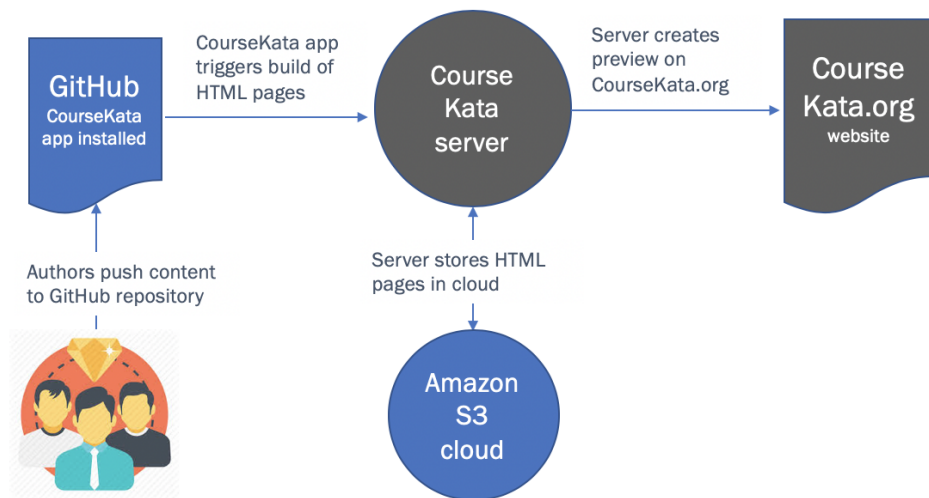 GitHub
CourseKata
app installed
CourseKata app
triggers build of
HTML pages
Course
Kata
server
Server creates
preview on
CourseKata.org
Course
Kata.org
website
Authors push content
to GitHub repository
Server stores HTML
pages in cloud
Amazon
S3
cloud